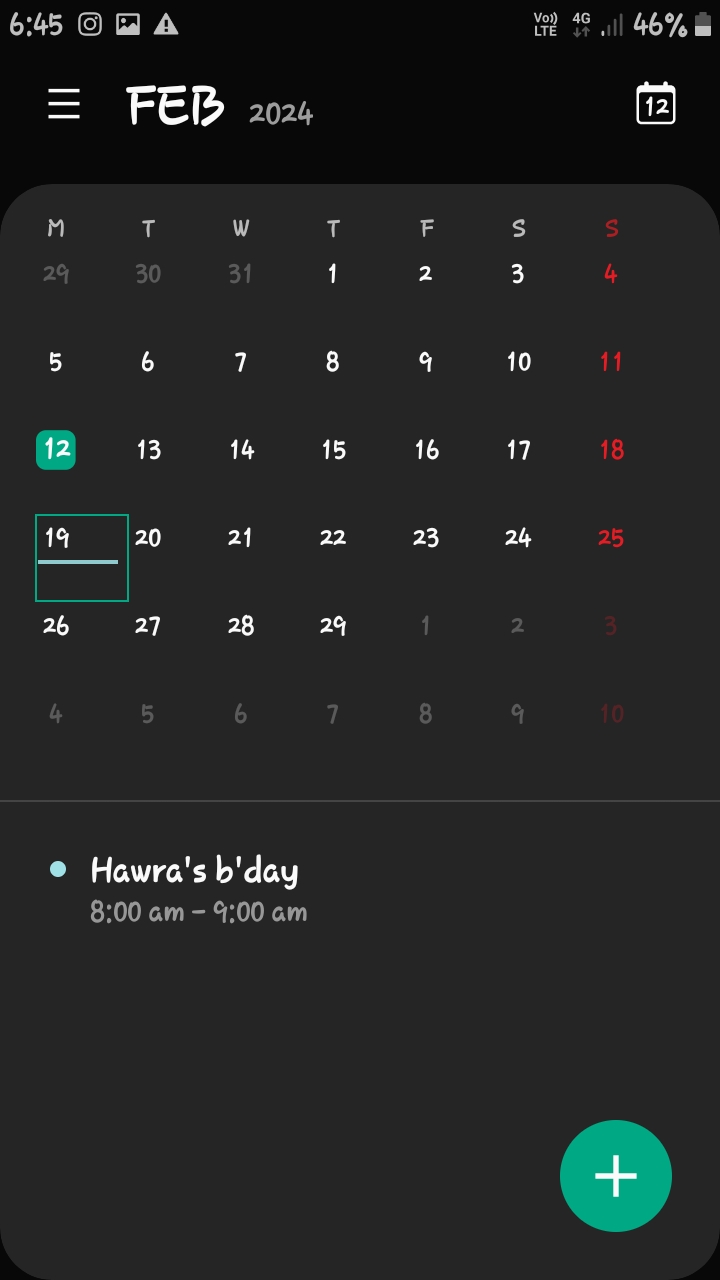 6:45 Vo)) LTE 4G 46%
FEB 2024 12
M T W T F S S
29 30 31 1 2 3 4
5 6 7 8 9 10 11
12 13 14 15 16 17 18
19 20 21 22 23 24 25
26 27 28 29 1 2 3
4 5 6 7 8 9 10
Hawra's b'day
8:00 am – 9:00 am